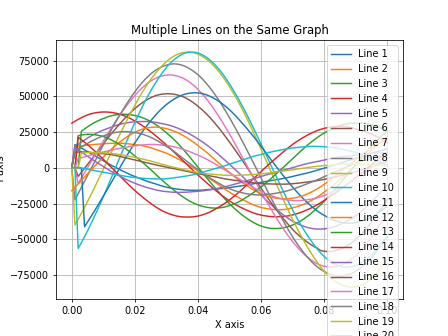 Multiple Lines on the Same Graph
75000
50000
25000
0
−25000
−50000
−75000
0.00
0.02
0.04
0.06
X axis
Line 1
Line 2
Line 3
Line 4
Line 5
Line 6
Line 7
Line 8
Line 9
Line 10
Line 11
Line 12
Line 13
Line 14
Line 15
Line 16
Line 17
Line 18
Line 19
Line 20